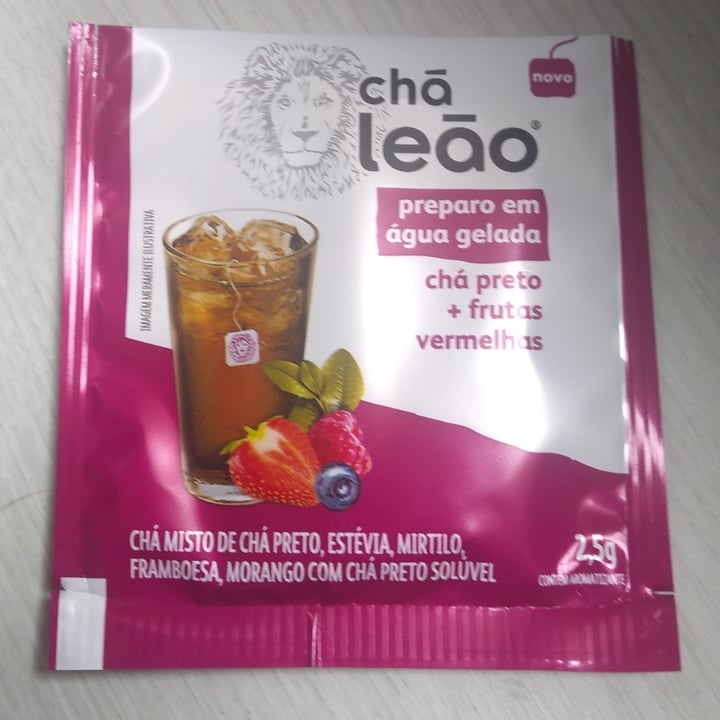 chá
leão®
novo
preparo em
água gelada
chá preto
+ frutas
vermelhas
IMAGEM MERAMENTE ILUSTRATIVA
CHÁ MISTO DE CHÁ PRETO, ESTÉVIA, MIRTILO,
FRAMBOESA, MORANGO COM CHÁ PRETO SOLÚVEL
2,5g
CONTÉM AROMATIZANTE